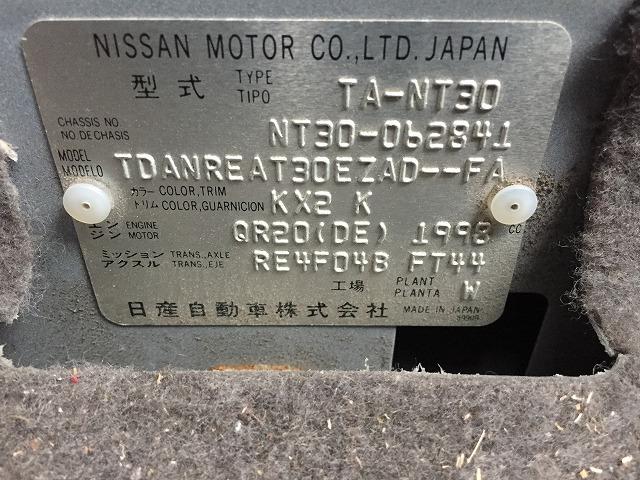 NISSAN MOTOR CO.,LTD. JAPAN
型式 TYPE TIPO TA-NT30
CHASSIS NO. NO. DE CHASIS NT30-062841
MODEL MODELO TDANREAT30EZAD--FA
カラー COLOR,TRIM トリム COLOR,GUARNICION KX2 K
エンジン ENGINE MOTOR QR20(DE) 1998 CC
ミッション TRANS.,AXLE アクスル TRANS.,EJE RE4F04B FT44
工場 PLANT PLANTA W
日産自動車株式会社 MADE IN JAPAN